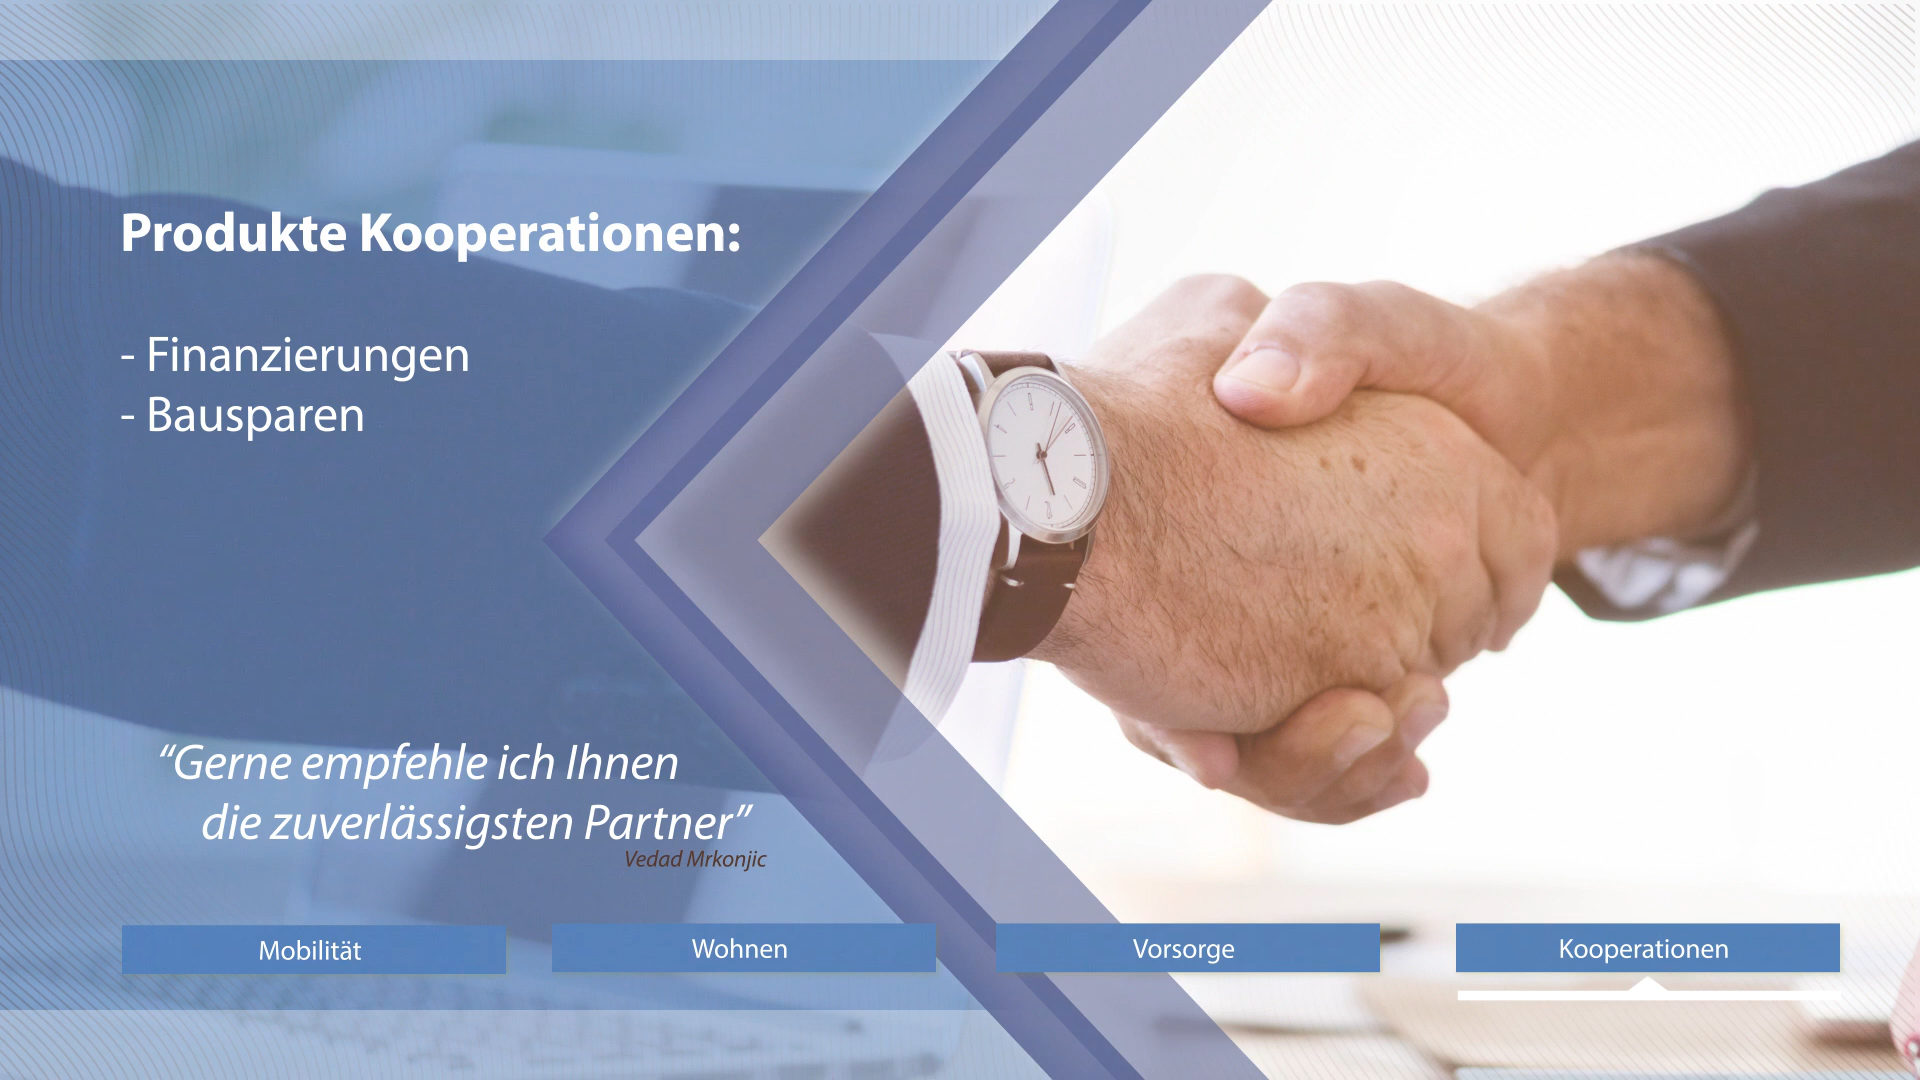 Produkte Kooperationen:
- Finanzierungen
- Bausparen
“Gerne empfehle ich Ihnen
die zuverlässigsten Partner”
Vedad Mrkonjic
Mobilität
Wohnen
Vorsorge
Kooperationen